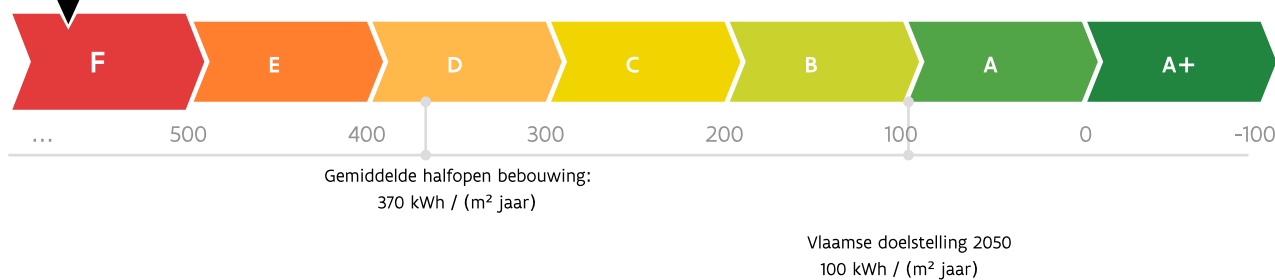 F E D C B A A+
... 500 400 300 200 100 0 -100
Gemiddelde halfopen bebouwing:
370 kWh / (m² jaar)
Vlaamse doelstelling 2050
100 kWh / (m² jaar)